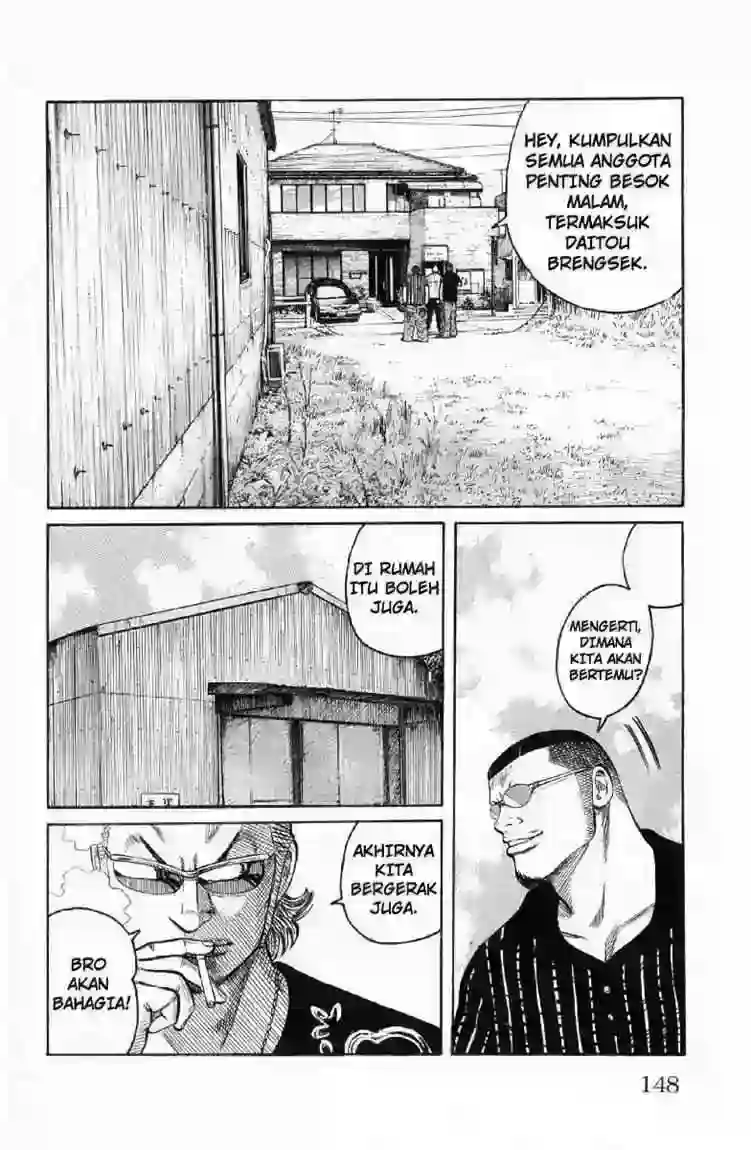 HEY, KUMPULKAN
SEMUA ANGGOTA
PENTING BESOK
MALAM,
TERMAKSUK
DAITOU
BRENGSEK.
MENGERTI,
DIMANA
KITA AKAN
BERTEMU?
DI RUMAH
ITU BOLEH
JUGA.
AKHIRNYA
KITA
BERGERAK
JUGA.
BRO
AKAN
BAHAGIA!
148